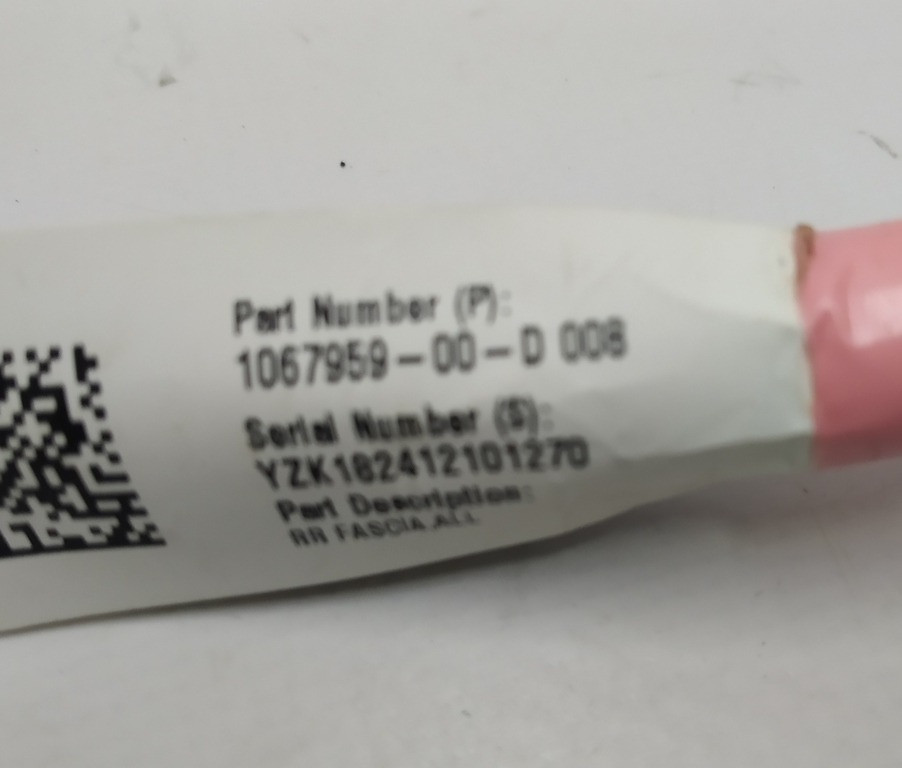 Part Number (P):
1067959-00-D 008
Serial Number (S):
YZK182412101270
Part Description:
RR FASCIA,ALL